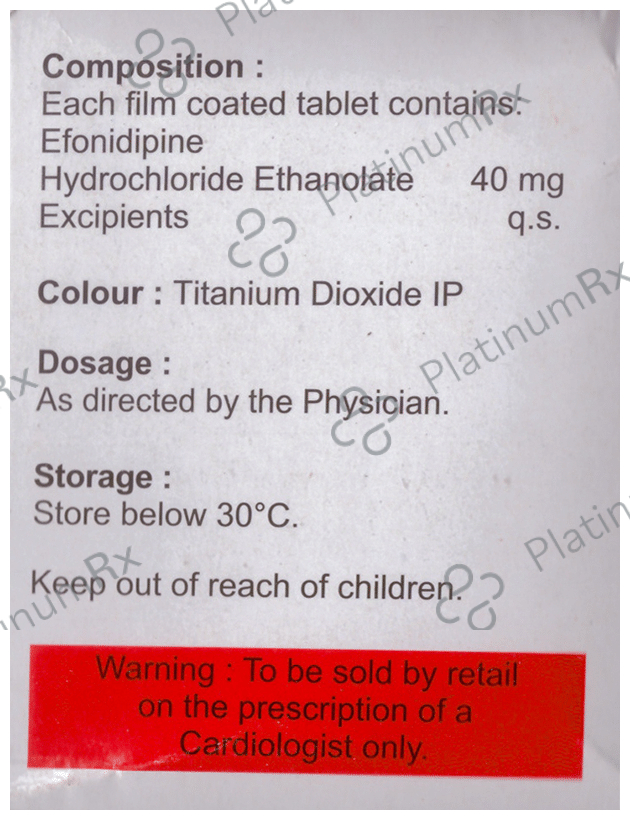 Composition :
Each film coated tablet contains:
Efonidipine
Hydrochloride Ethanolate 40 mg
Excipients q.s.
Colour : Titanium Dioxide IP
Dosage :
As directed by the Physician.
Storage :
Store below 30°C.
Keep out of reach of children.
Warning : To be sold by retail
on the prescription of a
Cardiologist only.
PlatinumRx
PlatinumRx